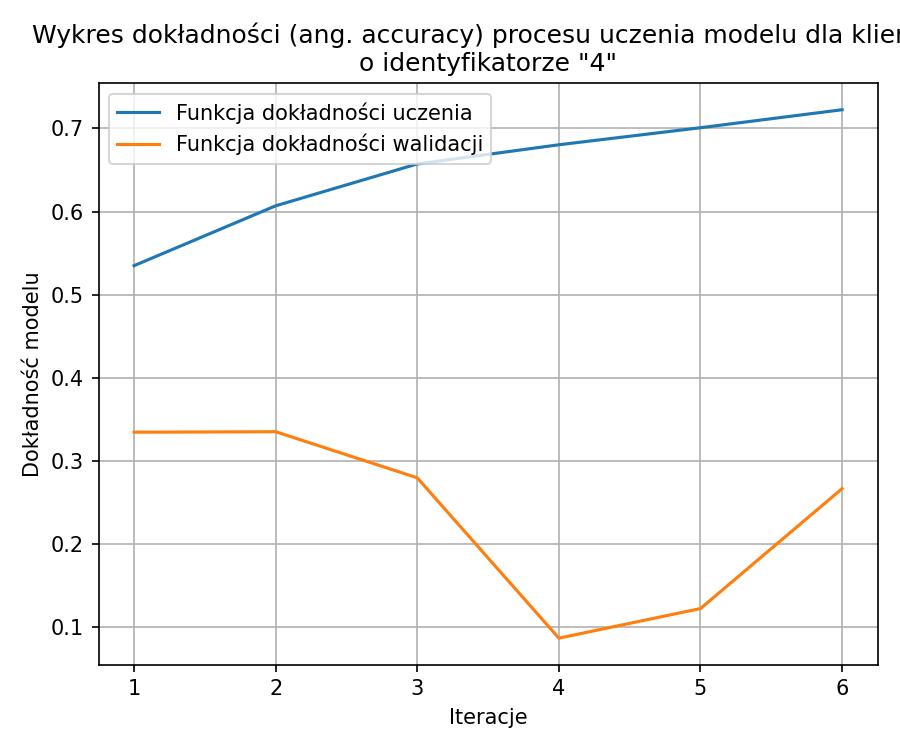 Wykres dokładności (ang. accuracy) procesu uczenia modelu dla
o identyfikatorze "4"
Funkcja dokładności uczenia
Funkcja dokładności walidacji
0.7
0.6
0.5
0.4
0.3
0.2
0.1
Dokładność modelu
1 2 3 4 5 6
Iteracje